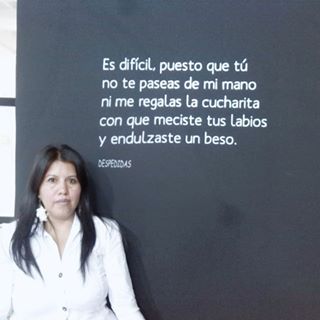 Es difícil, puesto que tú
no te paseas de mi mano
ni me regalas la cucharita
con que meciste tus labios
y endulzaste un beso.
DESPEDIDAS